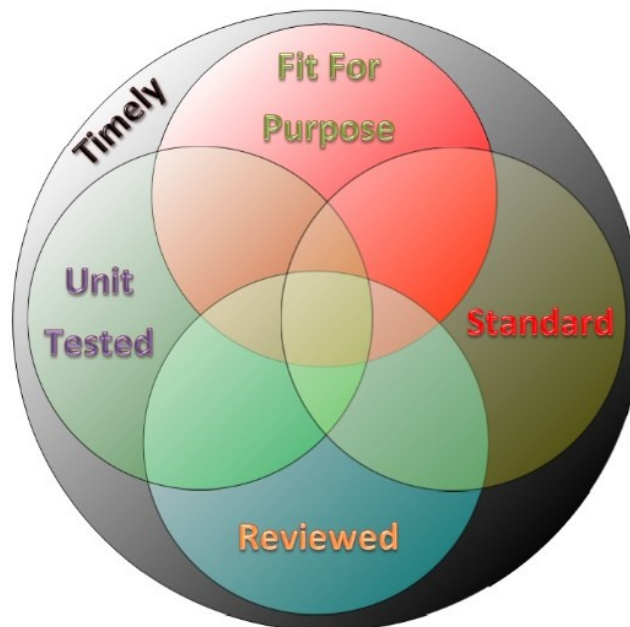 Timely
Fit For
Purpose
Unit
Tested
Standard
Reviewed